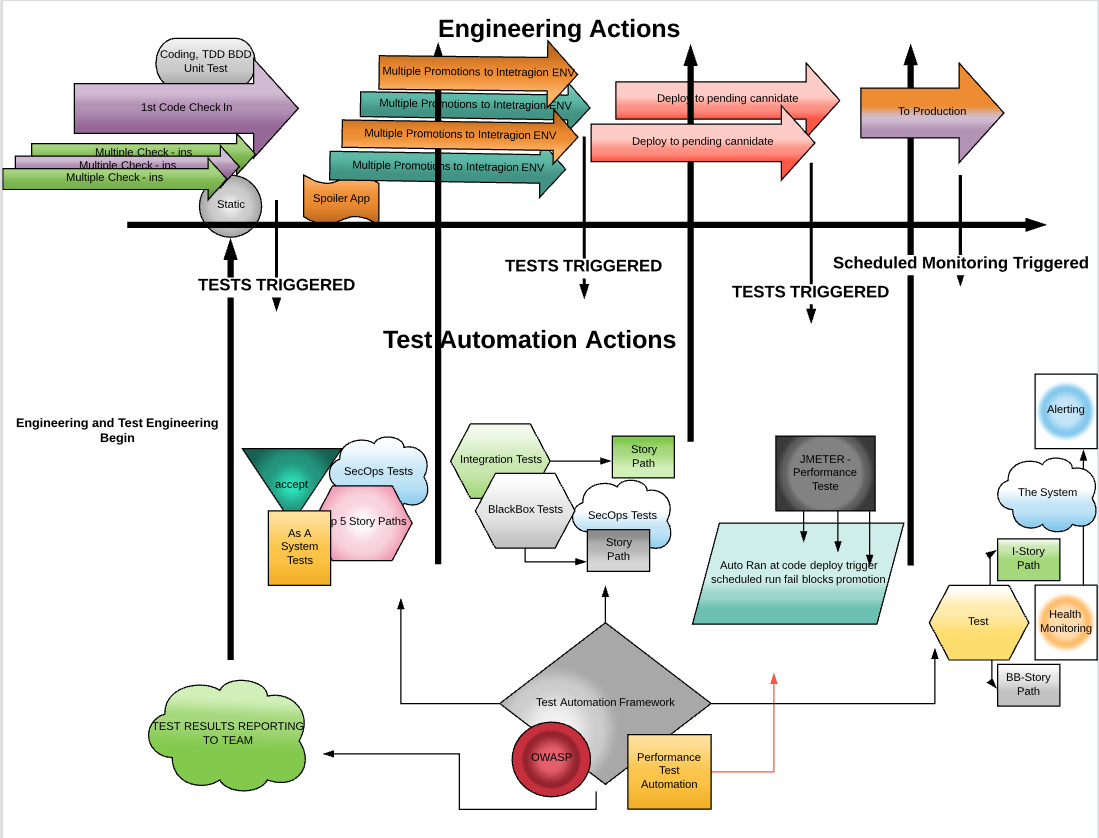 Engineering Actions
Coding, TDD BDD
Unit Test
1st Code Check In
Multiple Check - ins
Multiple Check - ins
Multiple Check - ins
Static
Spoiler App
Multiple Promotions to Intetragion ENV
Multiple Promotions to Intetragion ENV
Multiple Promotions to Intetragion ENV
Multiple Promotions to Intetragion ENV
Deploy to pending cannidate
Deploy to pending canridate
To Production
TESTS TRIGGERED
TESTS TRIGGERED
TESTS TRIGGERED
Scheduled Monitoring Triggered
Test Automation Actions
Engineering and Test Engineering
Begin
accept
SecOps Tests
p 5 Story Paths
As A
System
Tests
Integration Tests
Story
Path
BlackBox Tests
SecOps Tests
Story
Path
JMETER -
Performance
Teste
Auto Ran at code deploy trigger
scheduled run fail blocks promotion
Alerting
The System
I-Story
Path
Test
Health
Monitoring
BB-Story
Path
Test Automation Framework
OWASP
Performance
Test
Automation
TEST RESULTS REPORTING
TO TEAM